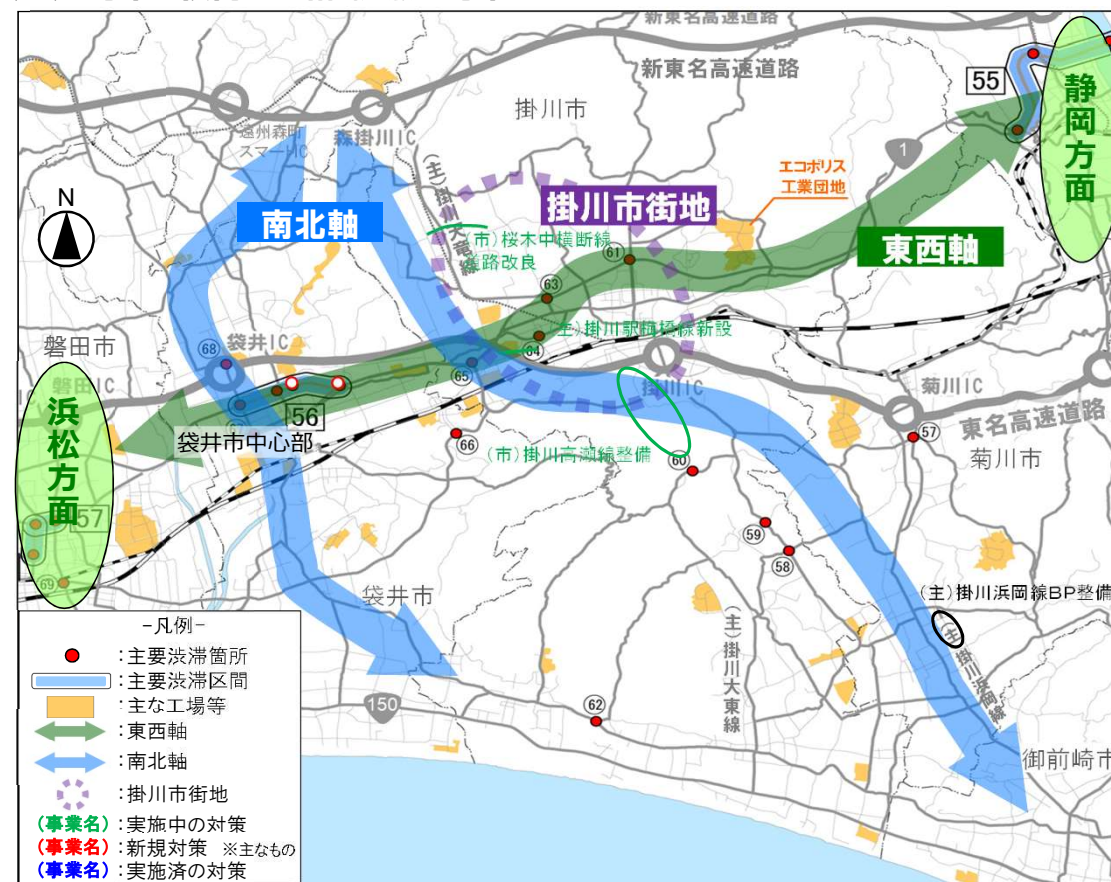 新東名高速道路
新東名高速道路
55
静岡方面
掛川市
遠州森町
スマートIC
森掛川IC
(主)掛川大竜線
1
エコポリス
工業団地
N
南北軸
掛川市街地
東西軸
(市)桜木中横断線
道路改良
61
63
(主)掛川駅梅橋線新設
64
磐田市
68
袋井IC
65
掛川IC
菊川IC
東名高速道路
磐田IC
浜松方面
56
袋井市中心部
66
(市)掛川高瀬線整備
60
57
菊川市
57
59
58
69
袋井市
(主)掛川浜岡線BP整備
(主)掛川大東線
(主)掛川浜岡線
150
62
御前崎市
-凡例-
:主要渋滞箇所
:主要渋滞区間
:主な工場等
:東西軸
:南北軸
:掛川市街地
(事業名):実施中の対策
(事業名):新規対策 ※主なもの
(事業名):実施済の対策